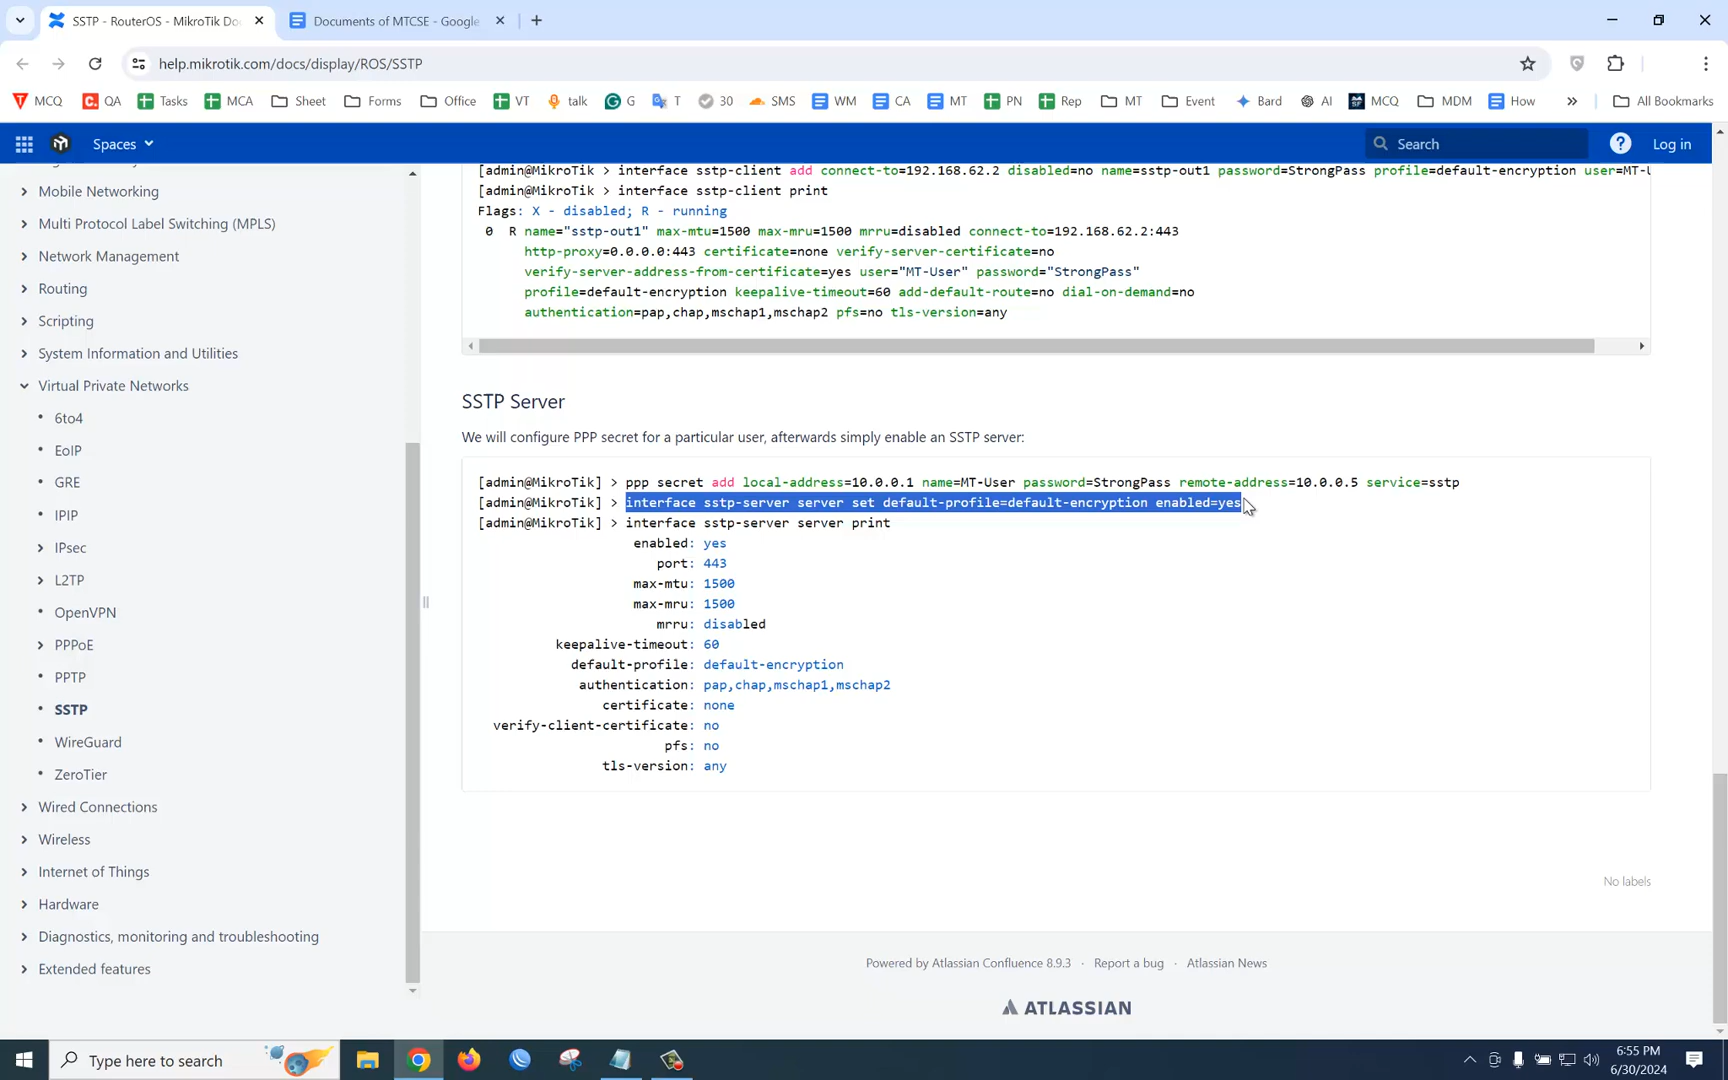 SSTP - RouterOS - MikroTik Do
Documents of MTCSE - Google
help.mikrotik.com/docs/display/ROS/SSTP
MCQ QA Tasks MCA Sheet Forms Office VT talk G T 30 SMS WM CA MT PN Rep MT Event Bard AI MCQ MDM How » All Bookmarks
Spaces
Search
Log in
Mobile Networking
Multi Protocol Label Switching (MPLS)
Network Management
Routing
Scripting
System Information and Utilities
Virtual Private Networks
6to4
EoIP
GRE
IPIP
IPsec
L2TP
OpenVPN
PPPoE
PPTP
SSTP
WireGuard
ZeroTier
Wired Connections
Wireless
Internet of Things
Hardware
Diagnostics, monitoring and troubleshooting
Extended features
[admin@MikroTik > interface sstp-client add connect-to=192.168.62.2 disabled=no name=sstp-out1 password=StrongPass profile=default-encryption user=MT-U
[admin@MikroTik > interface sstp-client print
Flags: X - disabled; R - running
0 R name="sstp-out1" max-mtu=1500 max-mru=1500 mrru=disabled connect-to=192.168.62.2:443
http-proxy=0.0.0.0:443 certificate=none verify-server-certificate=no
verify-server-address-from-certificate=yes user="MT-User" password="StrongPass"
profile=default-encryption keepalive-timeout=60 add-default-route=no dial-on-demand=no
authentication=pap,chap,mschap1,mschap2 pfs=no tls-version=any
SSTP Server
We will configure PPP secret for a particular user, afterwards simply enable an SSTP server:
[admin@MikroTik] > ppp secret add local-address=10.0.0.1 name=MT-User password=StrongPass remote-address=10.0.0.5 service=sstp
[admin@MikroTik] > interface sstp-server server set default-profile=default-encryption enabled=yes
[admin@MikroTik] > interface sstp-server server print
enabled: yes
port: 443
max-mtu: 1500
max-mru: 1500
mrru: disabled
keepalive-timeout: 60
default-profile: default-encryption
authentication: pap,chap,mschap1,mschap2
certificate: none
verify-client-certificate: no
pfs: no
tls-version: any
No labels
Powered by Atlassian Confluence 8.9.3 · Report a bug · Atlassian News
ATLASSIAN
Type here to search
6:55 PM
6/30/2024